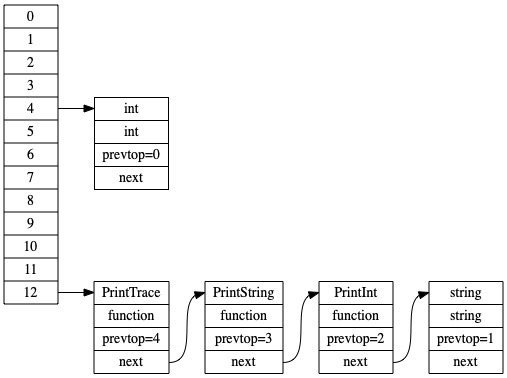 0
1
2
3
4
5
6
7
8
9
10
11
12
int
int
prevtop=0
next
PrintTrace
function
prevtop=4
next
PrintString
function
prevtop=3
next
PrintInt
function
prevtop=2
next
string
string
prevtop=1
next